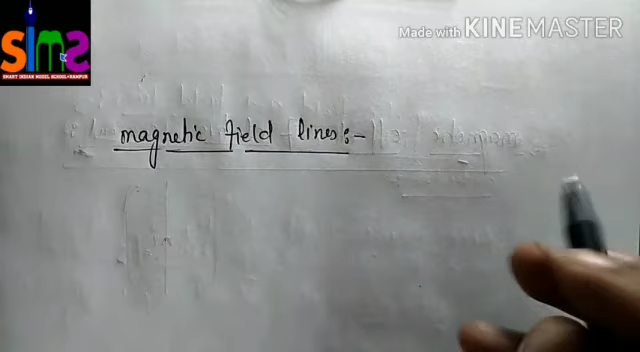 Made with KINEMASTER
SIMS
SMART INDIAN MODEL SCHOOL-RAMPUR
magnetic field lines:-